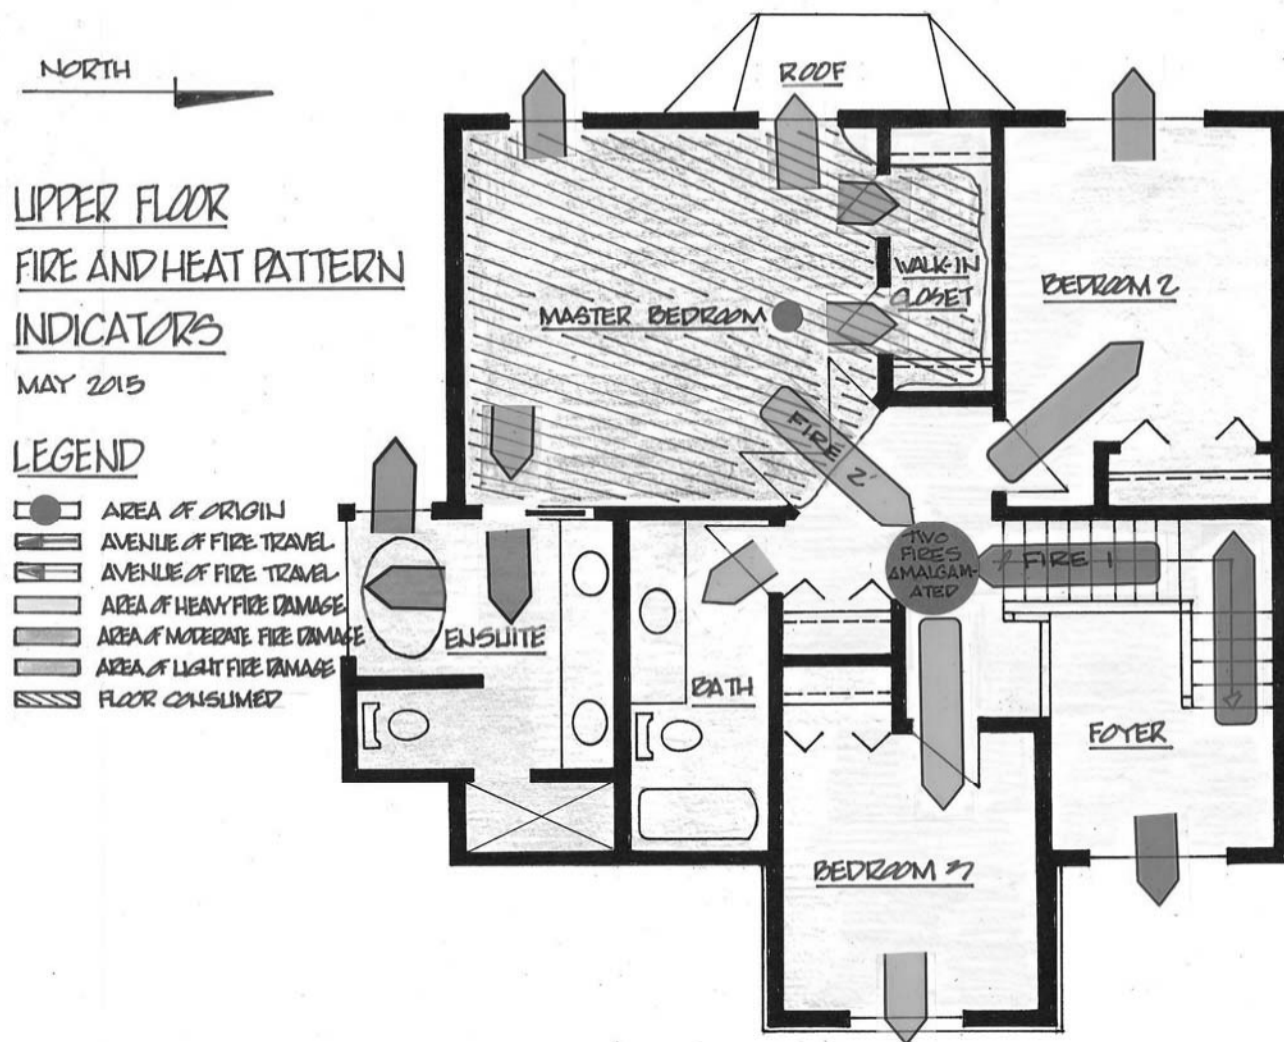 NORTH
UPPER FLOOR
FIRE AND HEAT PATTERN
INDICATORS
MAY 2015
LEGEND
AREA OF ORIGIN
AVENUE OF FIRE TRAVEL
AVENUE OF FIRE TRAVEL
AREA OF HEAVY FIRE DAMAGE
AREA OF MODERATE FIRE DAMAGE
AREA OF LIGHT FIRE DAMAGE
FLOOR CONSUMED
ROOF
WALK-IN
CLOSET
BEDROOM 2
MASTER BEDROOM
FIRE 2
TWO
FIRES
AMALGAM-
ATED
FIRE 1
ENSUITE
BATH
FOYER
BEDROOM 3